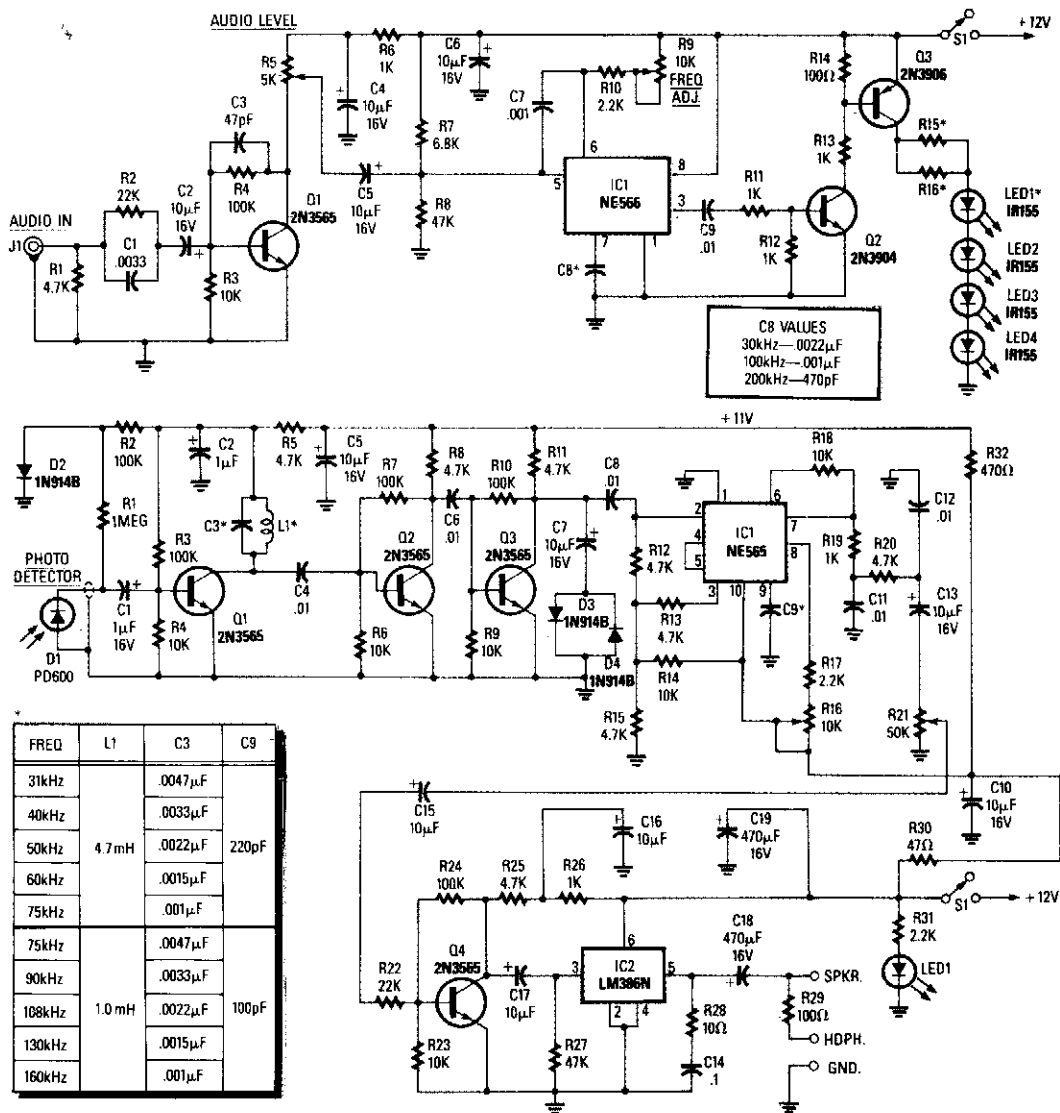 AUDIO LEVEL
+12V
S1
R5
5K
C4
10µF
16V
R6
1K
C6
10µF
16V
R9
10K
FREQ
ADJ.
R10
2.2K
C7
.001
R14
100Ω
Q3
2N3906
C3
47pF
R4
100K
R7
6.8K
R13
1K
R15*
R16*
R2
22K
C1
.0033
C2
10µF
16V
Q1
2N3565
C5
10µF
16V
R8
47K
5
6
8
3
7
1
IC1
NE566
R11
1K
C9
.01
R12
1K
Q2
2N3904
LED1*
IR155
LED2
IR155
LED3
IR155
LED4
IR155
AUDIO IN
J1
R1
4.7K
R3
10K
C8*
C8 VALUES
30kHz—.0022µF
100kHz—.001µF
200kHz—470pF
+11V
D2
1N914B
R2
100K
C2
1µF
R5
4.7K
C5
10µF
16V
R7
100K
R8
4.7K
R10
100K
R11
4.7K
C8
.01
R18
10K
R32
470Ω
R1
1MEG
R3
100K
C3*
L1*
C6
.01
Q2
2N3565
Q3
2N3565
C7
10µF
16V
1
2
4
5
3
10
9
6
7
8
IC1
NE565
R12
4.7K
R19
1K
R20
4.7K
C12
.01
PHOTO
DETECTOR
D1
PD600
C1
1µF
16V
R4
10K
Q1
2N3565
C4
.01
R6
10K
R9
10K
D3
1N914B
D4
1N914B
R13
4.7K
R14
10K
R15
4.7K
C9*
C11
.01
C13
10µF
16V
R17
2.2K
R16
10K
R21
50K
*
FREQ L1 C3 C9
31kHz .0047µF
40kHz .0033µF
50kHz 4.7mH .0022µF 220pF
60kHz .0015µF
75kHz .001µF
75kHz .0047µF
90kHz .0033µF
108kHz 1.0mH .0022µF 100pF
130kHz .0015µF
160kHz .001µF
C15
10µF
C16
10µF
C19
470µF
16V
C10
10µF
16V
R30
47Ω
R24
100K
R25
4.7K
R26
1K
S1
+12V
R31
2.2K
LED1
R22
22K
Q4
2N3565
C17
10µF
3
6
5
2
4
IC2
LM386N
C18
470µF
16V
SPKR.
R29
100Ω
HDPH.
GND.
R23
10K
R27
47K
R28
10Ω
C14
.1